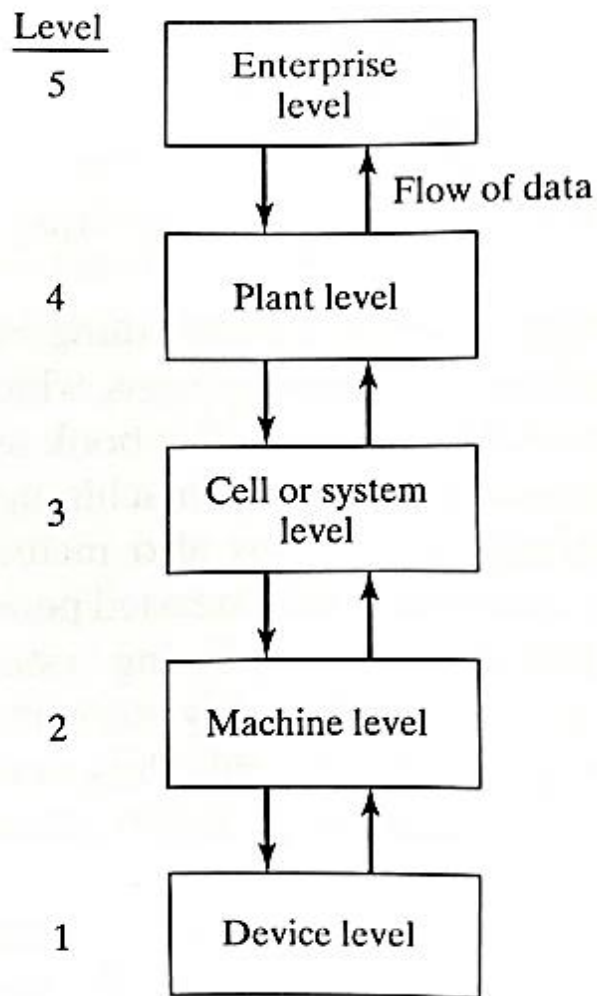 Level
5
Enterprise
level
Flow of data
4
Plant level
3
Cell or system
level
2
Machine level
1
Device level